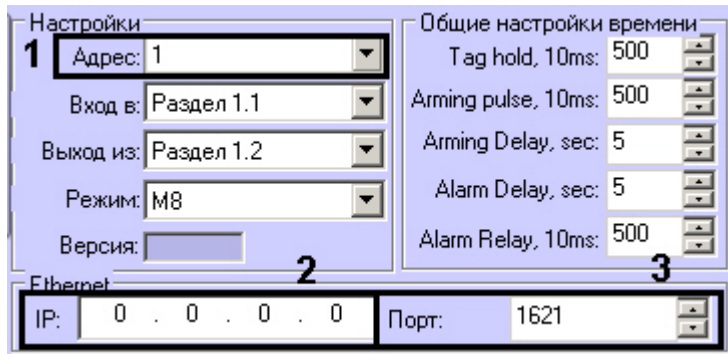 Настройки
1 Адрес: 1
Вход в: Раздел 1.1
Выход из: Раздел 1.2
Режим: M8
Версия:
Общие настройки времени
Tag hold, 10ms: 500
Arming pulse, 10ms: 500
Arming Delay, sec: 5
Alarm Delay, sec: 5
Alarm Relay, 10ms: 500
2 3
Ethernet
IP: 0 . 0 . 0 . 0 Порт: 1621